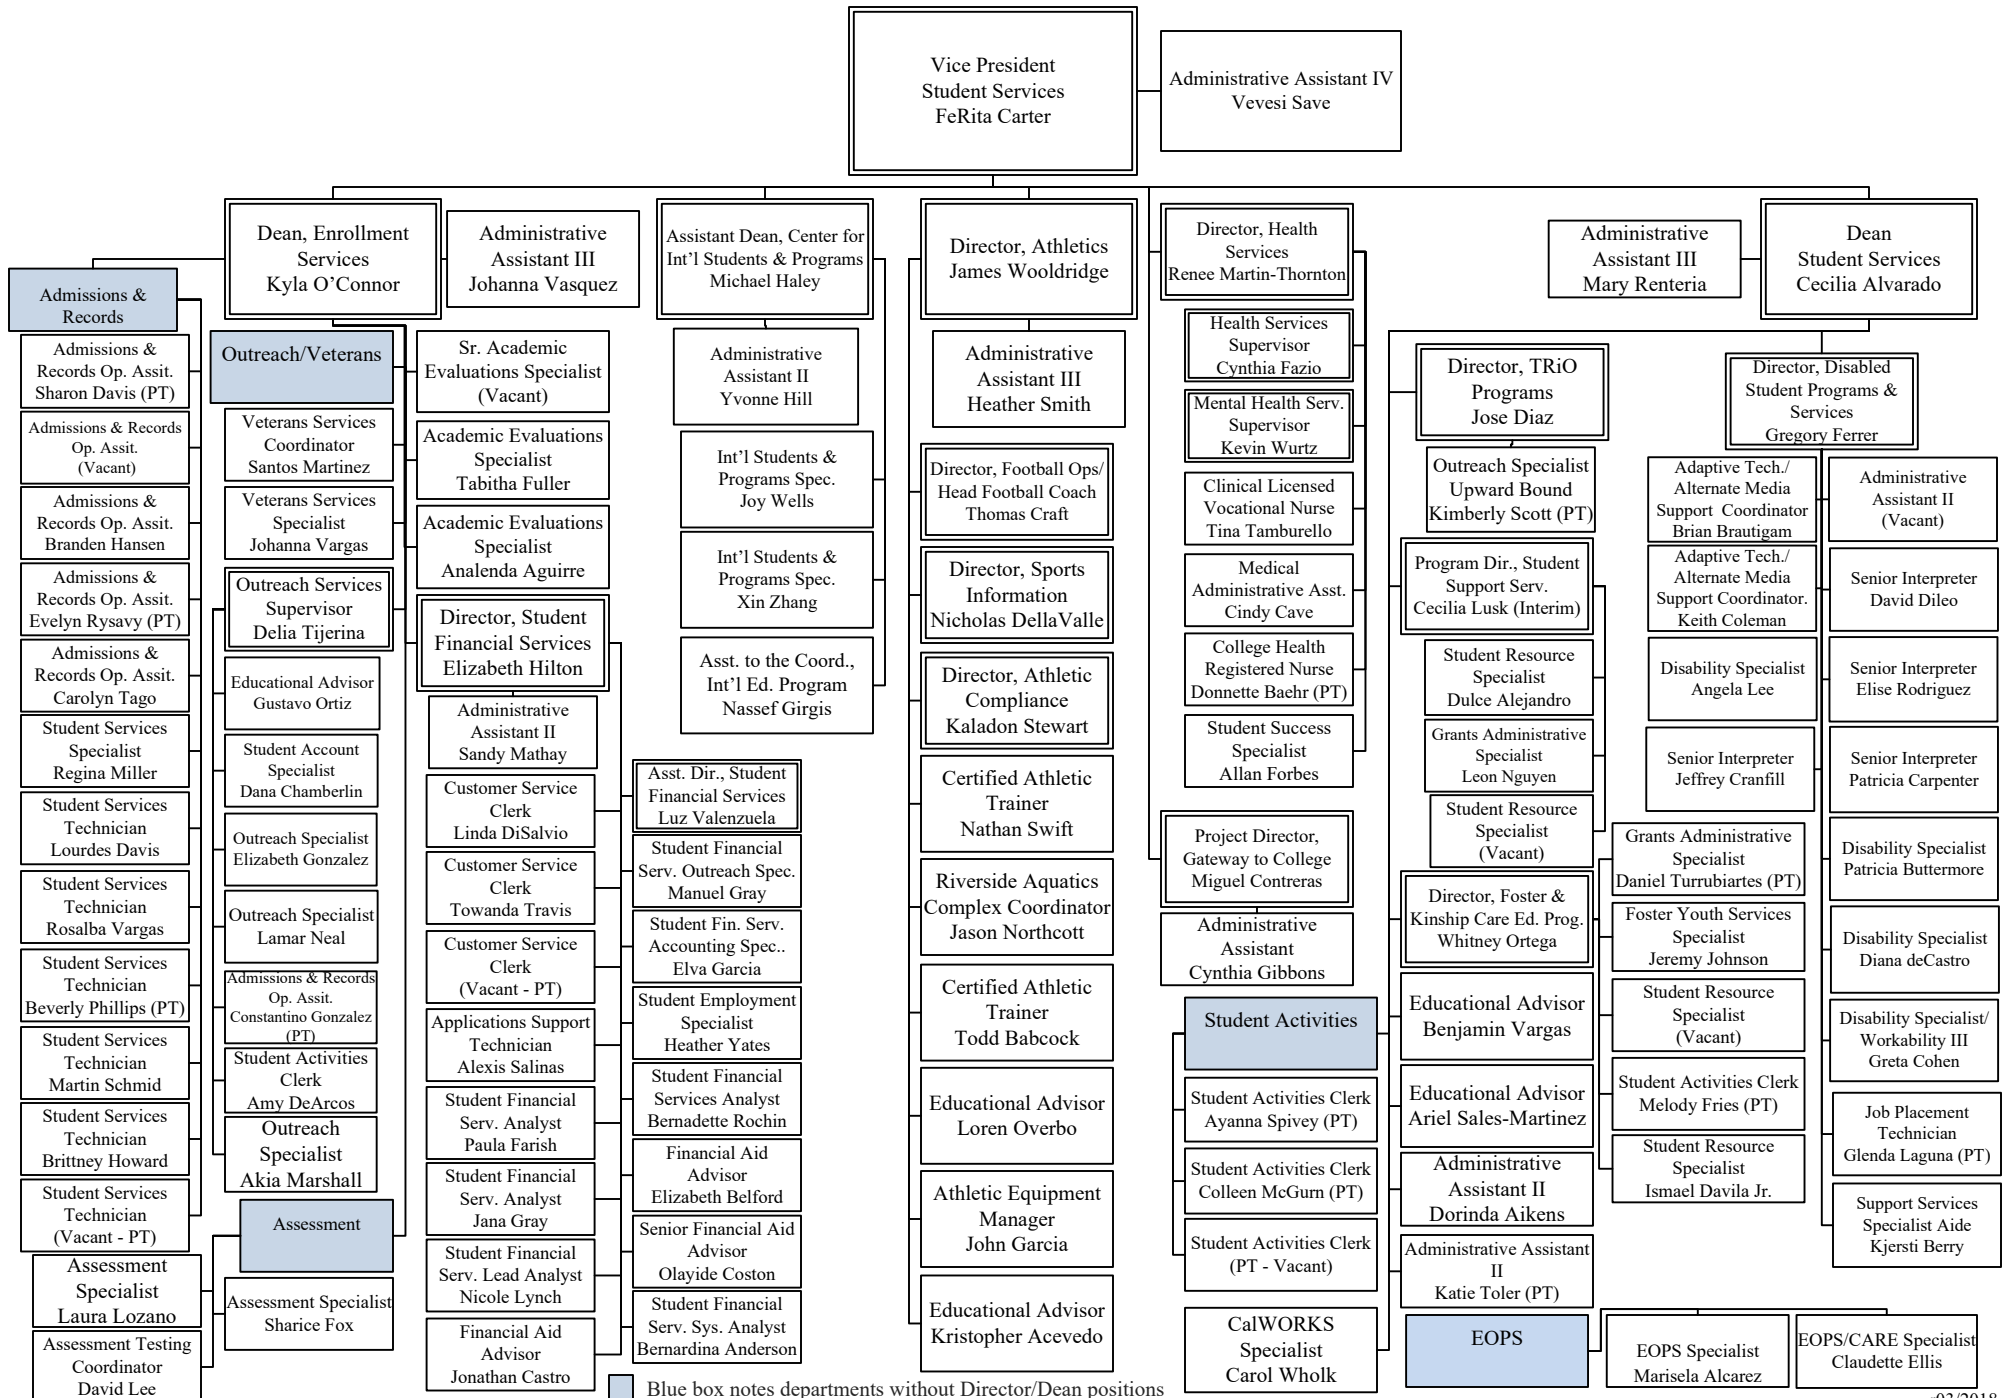 Vice President
Student Services
FeRita Carter
Administrative Assistant IV
Vevesi Save
Dean, Enrollment
Services
Kyla O’Connor
Administrative
Assistant III
Johanna Vasquez
Assistant Dean, Center for
Int’l Students & Programs
Michael Haley
Director, Athletics
James Wooldridge
Director, Health
Services
Renee Martin-Thornton
Administrative
Assistant III
Mary Renteria
Dean
Student Services
Cecilia Alvarado
Admissions &
Records
Admissions &
Records Op. Assit.
Sharon Davis (PT)
Admissions & Records
Op. Assit.
(Vacant)
Admissions &
Records Op. Assit.
Branden Hansen
Admissions &
Records Op. Assit.
Evelyn Rysavy (PT)
Admissions &
Records Op. Assit.
Carolyn Tago
Student Services
Specialist
Regina Miller
Student Services
Technician
Lourdes Davis
Student Services
Technician
Rosalba Vargas
Student Services
Technician
Beverly Phillips (PT)
Student Services
Technician
Martin Schmid
Student Services
Technician
Brittney Howard
Student Services
Technician
(Vacant - PT)
Outreach/Veterans
Veterans Services
Coordinator
Santos Martinez
Veterans Services
Specialist
Johanna Vargas
Outreach Services
Supervisor
Delia Tijerina
Educational Advisor
Gustavo Ortiz
Student Account
Specialist
Dana Chamberlin
Outreach Specialist
Elizabeth Gonzalez
Outreach Specialist
Lamar Neal
Admissions & Records
Op. Assit.
Constantino Gonzalez
(PT)
Student Activities
Clerk
Amy DeArcos
Outreach
Specialist
Akia Marshall
Assessment
Assessment
Specialist
Laura Lozano
Assessment Specialist
Sharice Fox
Assessment Testing
Coordinator
David Lee
Sr. Academic
Evaluations Specialist
(Vacant)
Academic Evaluations
Specialist
Tabitha Fuller
Academic Evaluations
Specialist
Analenda Aguirre
Director, Student
Financial Services
Elizabeth Hilton
Administrative
Assistant II
Sandy Mathay
Customer Service
Clerk
Linda DiSalvio
Customer Service
Clerk
Towanda Travis
Customer Service
Clerk
(Vacant - PT)
Applications Support
Technician
Alexis Salinas
Student Financial
Serv. Analyst
Paula Farish
Student Financial
Serv. Analyst
Jana Gray
Student Financial
Serv. Lead Analyst
Nicole Lynch
Financial Aid
Advisor
Jonathan Castro
Asst. Dir., Student
Financial Services
Luz Valenzuela
Student Financial
Serv. Outreach Spec.
Manuel Gray
Student Fin. Serv.
Accounting Spec..
Elva Garcia
Student Employment
Specialist
Heather Yates
Student Financial
Services Analyst
Bernadette Rochin
Financial Aid
Advisor
Elizabeth Belford
Senior Financial Aid
Advisor
Olayide Coston
Student Financial
Serv. Sys. Analyst
Bernardina Anderson
Administrative
Assistant II
Yvonne Hill
Int’l Students &
Programs Spec.
Joy Wells
Int’l Students &
Programs Spec.
Xin Zhang
Asst. to the Coord.,
Int’l Ed. Program
Nassef Girgis
Administrative
Assistant III
Heather Smith
Director, Football Ops/
Head Football Coach
Thomas Craft
Director, Sports
Information
Nicholas DellaValle
Director, Athletic
Compliance
Kaladon Stewart
Certified Athletic
Trainer
Nathan Swift
Riverside Aquatics
Complex Coordinator
Jason Northcott
Certified Athletic
Trainer
Todd Babcock
Educational Advisor
Loren Overbo
Athletic Equipment
Manager
John Garcia
Educational Advisor
Kristopher Acevedo
Health Services
Supervisor
Cynthia Fazio
Mental Health Serv.
Supervisor
Kevin Wurtz
Clinical Licensed
Vocational Nurse
Tina Tamburello
Medical
Administrative Asst.
Cindy Cave
College Health
Registered Nurse
Donnette Baehr (PT)
Student Success
Specialist
Allan Forbes
Project Director,
Gateway to College
Miguel Contreras
Administrative
Assistant
Cynthia Gibbons
Student Activities
Student Activities Clerk
Ayanna Spivey (PT)
Student Activities Clerk
Colleen McGurn (PT)
Student Activities Clerk
(PT - Vacant)
CalWORKS
Specialist
Carol Wholk
Director, TRiO
Programs
Jose Diaz
Outreach Specialist
Upward Bound
Kimberly Scott (PT)
Program Dir., Student
Support Serv.
Cecilia Lusk (Interim)
Student Resource
Specialist
Dulce Alejandro
Grants Administrative
Specialist
Leon Nguyen
Student Resource
Specialist
(Vacant)
Director, Foster &
Kinship Care Ed. Prog.
Whitney Ortega
Educational Advisor
Benjamin Vargas
Educational Advisor
Ariel Sales-Martinez
Administrative
Assistant II
Dorinda Aikens
Administrative Assistant
II
Katie Toler (PT)
Grants Administrative
Specialist
Daniel Turrubiartes (PT)
Foster Youth Services
Specialist
Jeremy Johnson
Student Resource
Specialist
(Vacant)
Student Activities Clerk
Melody Fries (PT)
Student Resource
Specialist
Ismael Davila Jr.
EOPS
EOPS Specialist
Marisela Alcarez
EOPS/CARE Specialist
Claudette Ellis
Director, Disabled
Student Programs &
Services
Gregory Ferrer
Adaptive Tech./
Alternate Media
Support Coordinator
Brian Brautigam
Adaptive Tech./
Alternate Media
Support Coordinator.
Keith Coleman
Disability Specialist
Angela Lee
Senior Interpreter
Jeffrey Cranfill
Administrative
Assistant II
(Vacant)
Senior Interpreter
David Dileo
Senior Interpreter
Elise Rodriguez
Senior Interpreter
Patricia Carpenter
Disability Specialist
Patricia Buttermore
Disability Specialist
Diana deCastro
Disability Specialist/
Workability III
Greta Cohen
Job Placement
Technician
Glenda Laguna (PT)
Support Services
Specialist Aide
Kjersti Berry
Blue box notes departments without Director/Dean positions
r03/2018